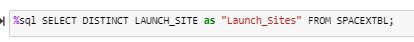 %sql SELECT DISTINCT LAUNCH_SITE as "Launch_Sites" FROM SPACEXTBL;